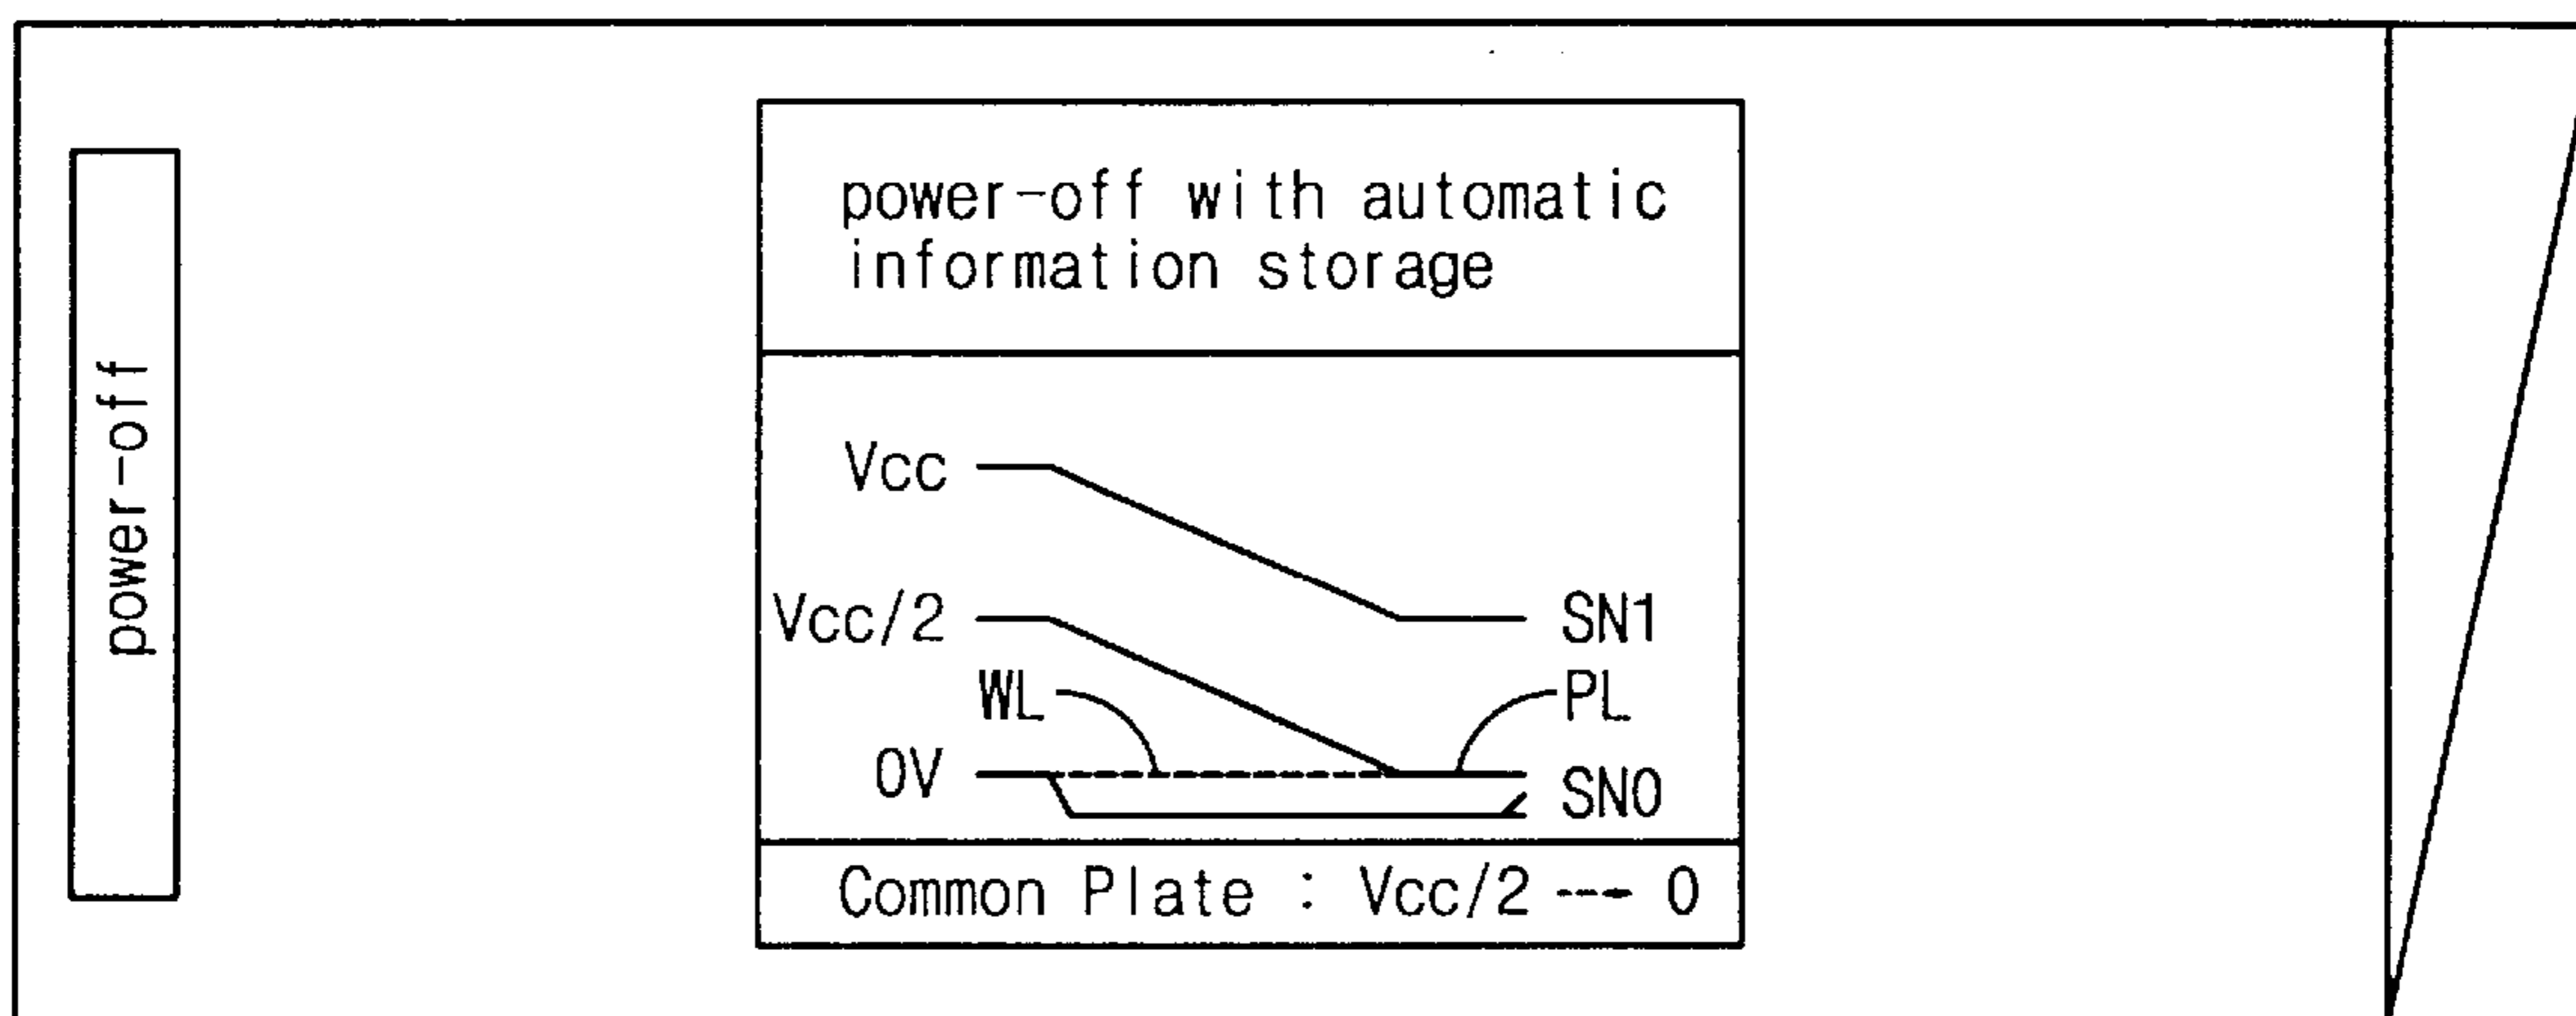 power-off
power-off with automatic
information storage
Vcc
Vcc/2
SN1
WL
PL
0V
SN0
Common Plate : Vcc/2 --→ 0